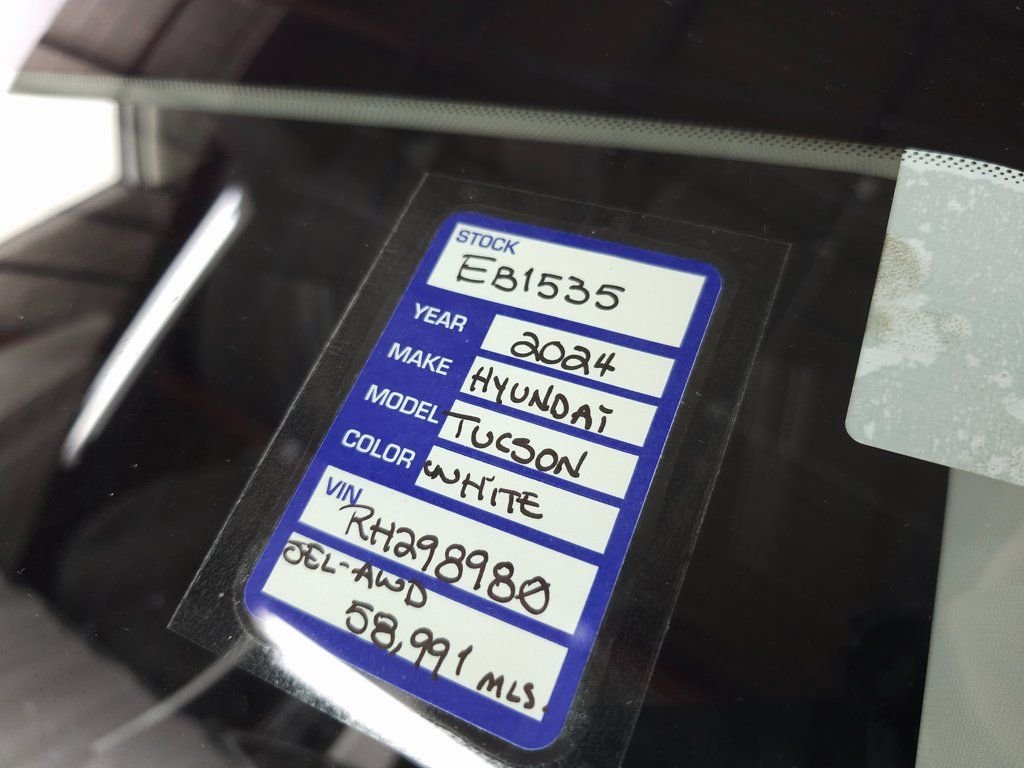 STOCK
EB1535
YEAR 2024
MAKE HYUNDAi
MODEL TUCSON
COLOR WHiTE
VIN
RH298980
SEL-AWD
58,991 MLS.